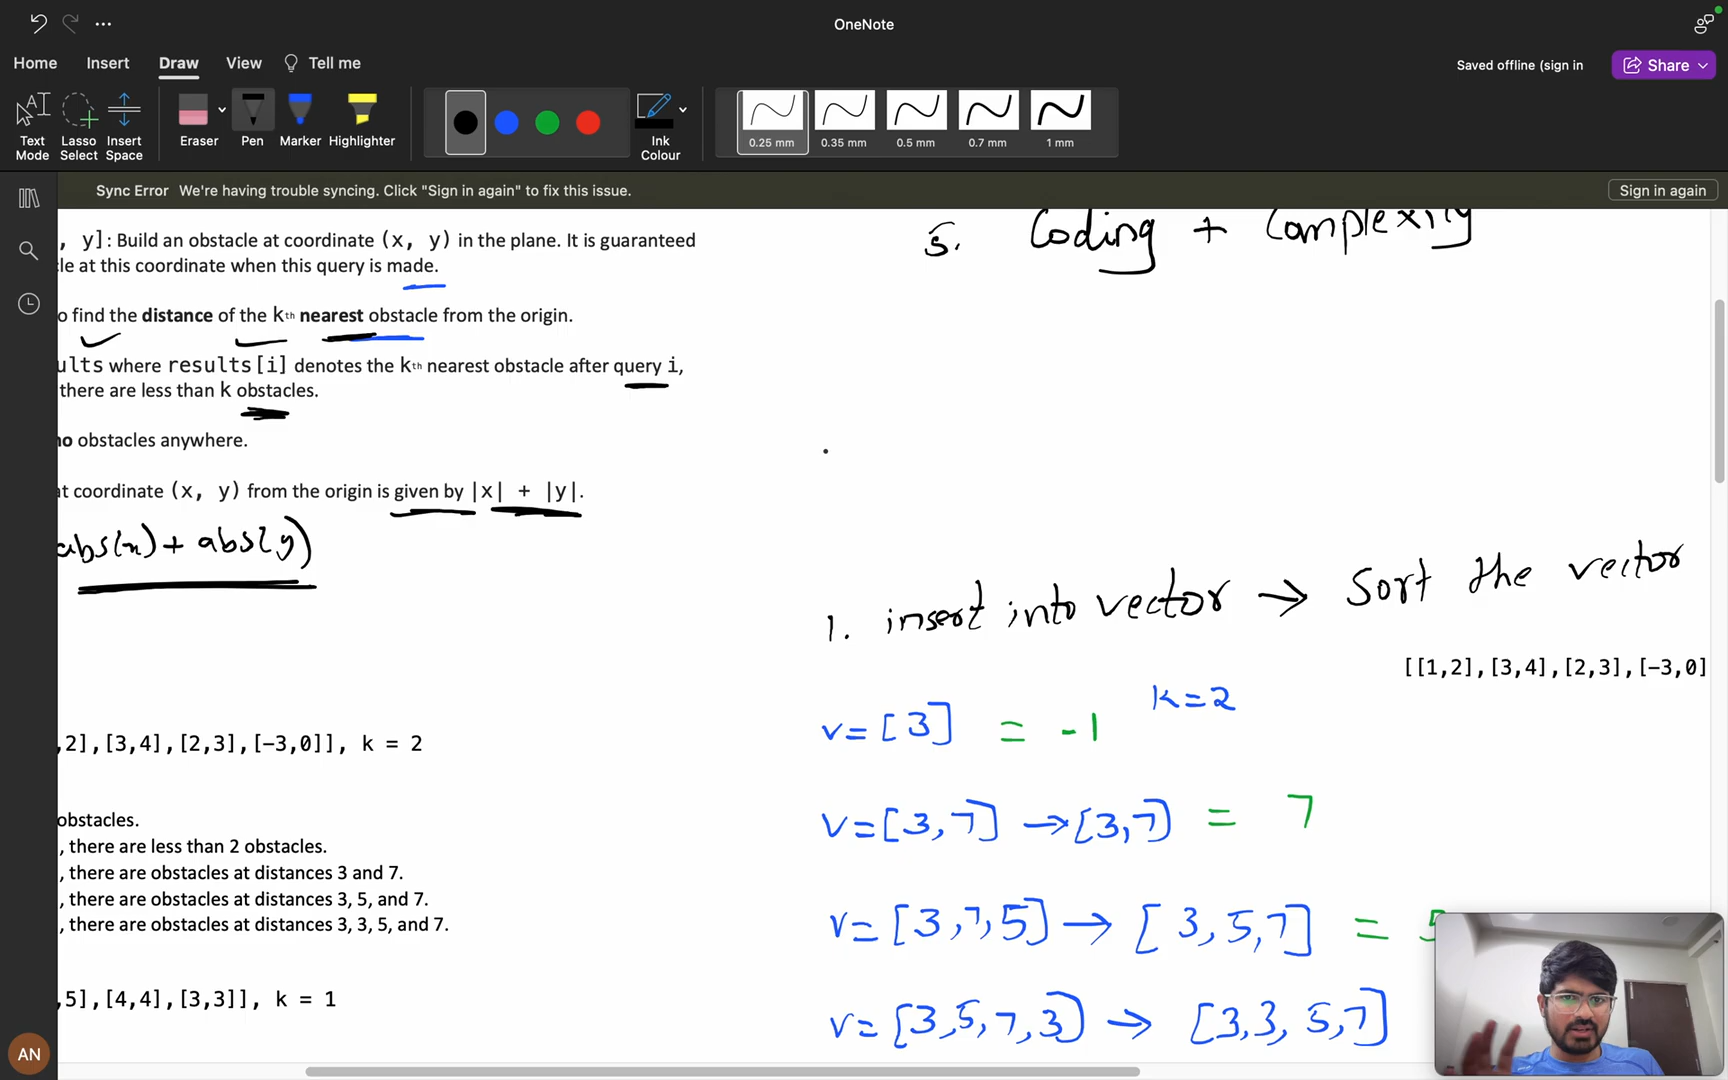 OneNote
Home Insert Draw View Tell me
Saved offline (sign in
Share
Text Mode
Lasso Select
Insert Space
Eraser
Pen
Marker
Highlighter
Ink Colour
0.25 mm
0.35 mm
0.5 mm
0.7 mm
1 mm
Sync Error We're having trouble syncing. Click "Sign in again" to fix this issue.
Sign in again
, y]: Build an obstacle at coordinate (x, y) in the plane. It is guaranteed
le at this coordinate when this query is made.
o find the distance of the kth nearest obstacle from the origin.
ults where results[i] denotes the kth nearest obstacle after query i,
there are less than k obstacles.
no obstacles anywhere.
at coordinate (x, y) from the origin is given by |x| + |y|.
abs(x) + abs(y)
,2],[3,4],[2,3],[-3,0]], k = 2
obstacles.
, there are less than 2 obstacles.
, there are obstacles at distances 3 and 7.
, there are obstacles at distances 3, 5, and 7.
, there are obstacles at distances 3, 3, 5, and 7.
,5],[4,4],[3,3]], k = 1
5. Coding + Complexity
1. insert into vector → Sort the vector
[[1,2],[3,4],[2,3],[-3,0]
K=2
v=[3] = -1
v=[3,7] →[3,7] = 7
v=[3,7,5] → [3,5,7] = 5
v=[3,5,7,3] → [3,3,5,7]
AN